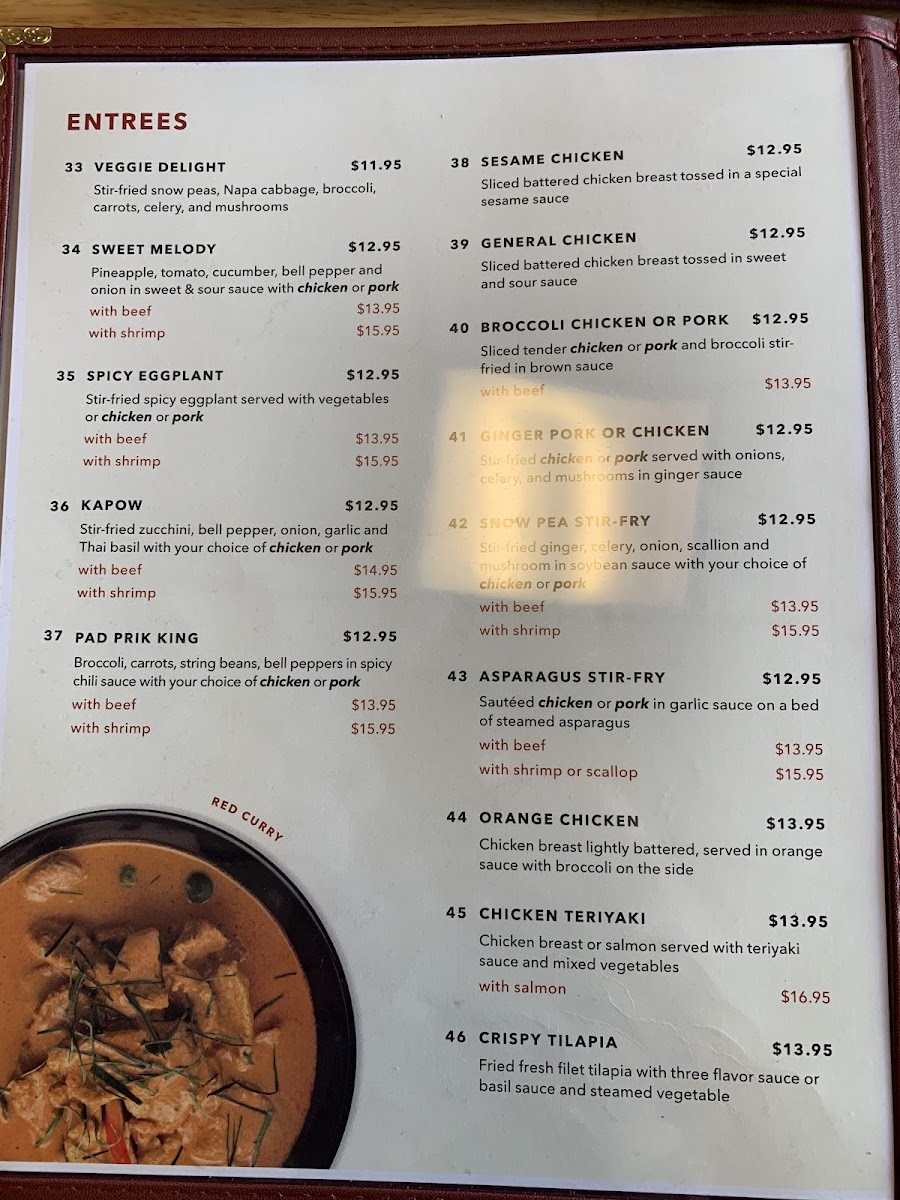 ENTREES
33 VEGGIE DELIGHT $11.95
Stir-fried snow peas, Napa cabbage, broccoli,
carrots, celery, and mushrooms
34 SWEET MELODY $12.95
Pineapple, tomato, cucumber, bell pepper and
onion in sweet & sour sauce with chicken or pork
with beef $13.95
with shrimp $15.95
35 SPICY EGGPLANT $12.95
Stir-fried spicy eggplant served with vegetables
or chicken or pork
with beef $13.95
with shrimp $15.95
36 KAPOW $12.95
Stir-fried zucchini, bell pepper, onion, garlic and
Thai basil with your choice of chicken or pork
with beef $14.95
with shrimp $15.95
37 PAD PRIK KING $12.95
Broccoli, carrots, string beans, bell peppers in spicy
chili sauce with your choice of chicken or pork
with beef $13.95
with shrimp $15.95
RED CURRY
38 SESAME CHICKEN $12.95
Sliced battered chicken breast tossed in a special
sesame sauce
39 GENERAL CHICKEN $12.95
Sliced battered chicken breast tossed in sweet
and sour sauce
40 BROCCOLI CHICKEN OR PORK $12.95
Sliced tender chicken or pork and broccoli stir-
fried in brown sauce
with beef $13.95
41 GINGER PORK OR CHICKEN $12.95
Stir-fried chicken or pork served with onions,
celery, and mushrooms in ginger sauce
42 SNOW PEA STIR-FRY $12.95
Stir-fried ginger, celery, onion, scallion and
mushroom in soybean sauce with your choice of
chicken or pork
with beef $13.95
with shrimp $15.95
43 ASPARAGUS STIR-FRY $12.95
Sautéed chicken or pork in garlic sauce on a bed
of steamed asparagus
with beef $13.95
with shrimp or scallop $15.95
44 ORANGE CHICKEN $13.95
Chicken breast lightly battered, served in orange
sauce with broccoli on the side
45 CHICKEN TERIYAKI $13.95
Chicken breast or salmon served with teriyaki
sauce and mixed vegetables
with salmon $16.95
46 CRISPY TILAPIA $13.95
Fried fresh filet tilapia with three flavor sauce or
basil sauce and steamed vegetable